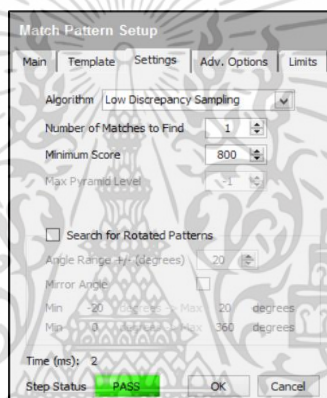 Match Pattern Setup
Main Template Settings Adv. Options Limits
Algorithm Low Discrepancy Sampling
Number of Matches to Find 1
Minimum Score 800
Max Pyramid Level -1
Search for Rotated Patterns
Angle Range +/- (degrees) 20
Mirror Angle
Min -20 degrees > Max 20 degrees
Min 0 degrees > Max 360 degrees
Time (ms): 2
Step Status PASS OK Cancel